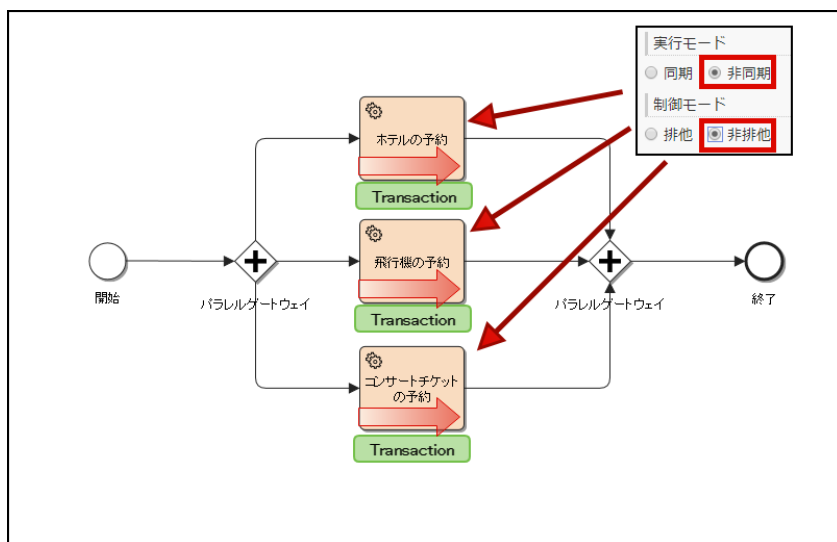 実行モード
同期 非同期
制御モード
排他 非排他
ホテルの予約
Transaction
飛行機の予約
Transaction
開始
パラレルゲートウェイ
パラレルゲートウェイ
終了
コンサートチケット
の予約
Transaction